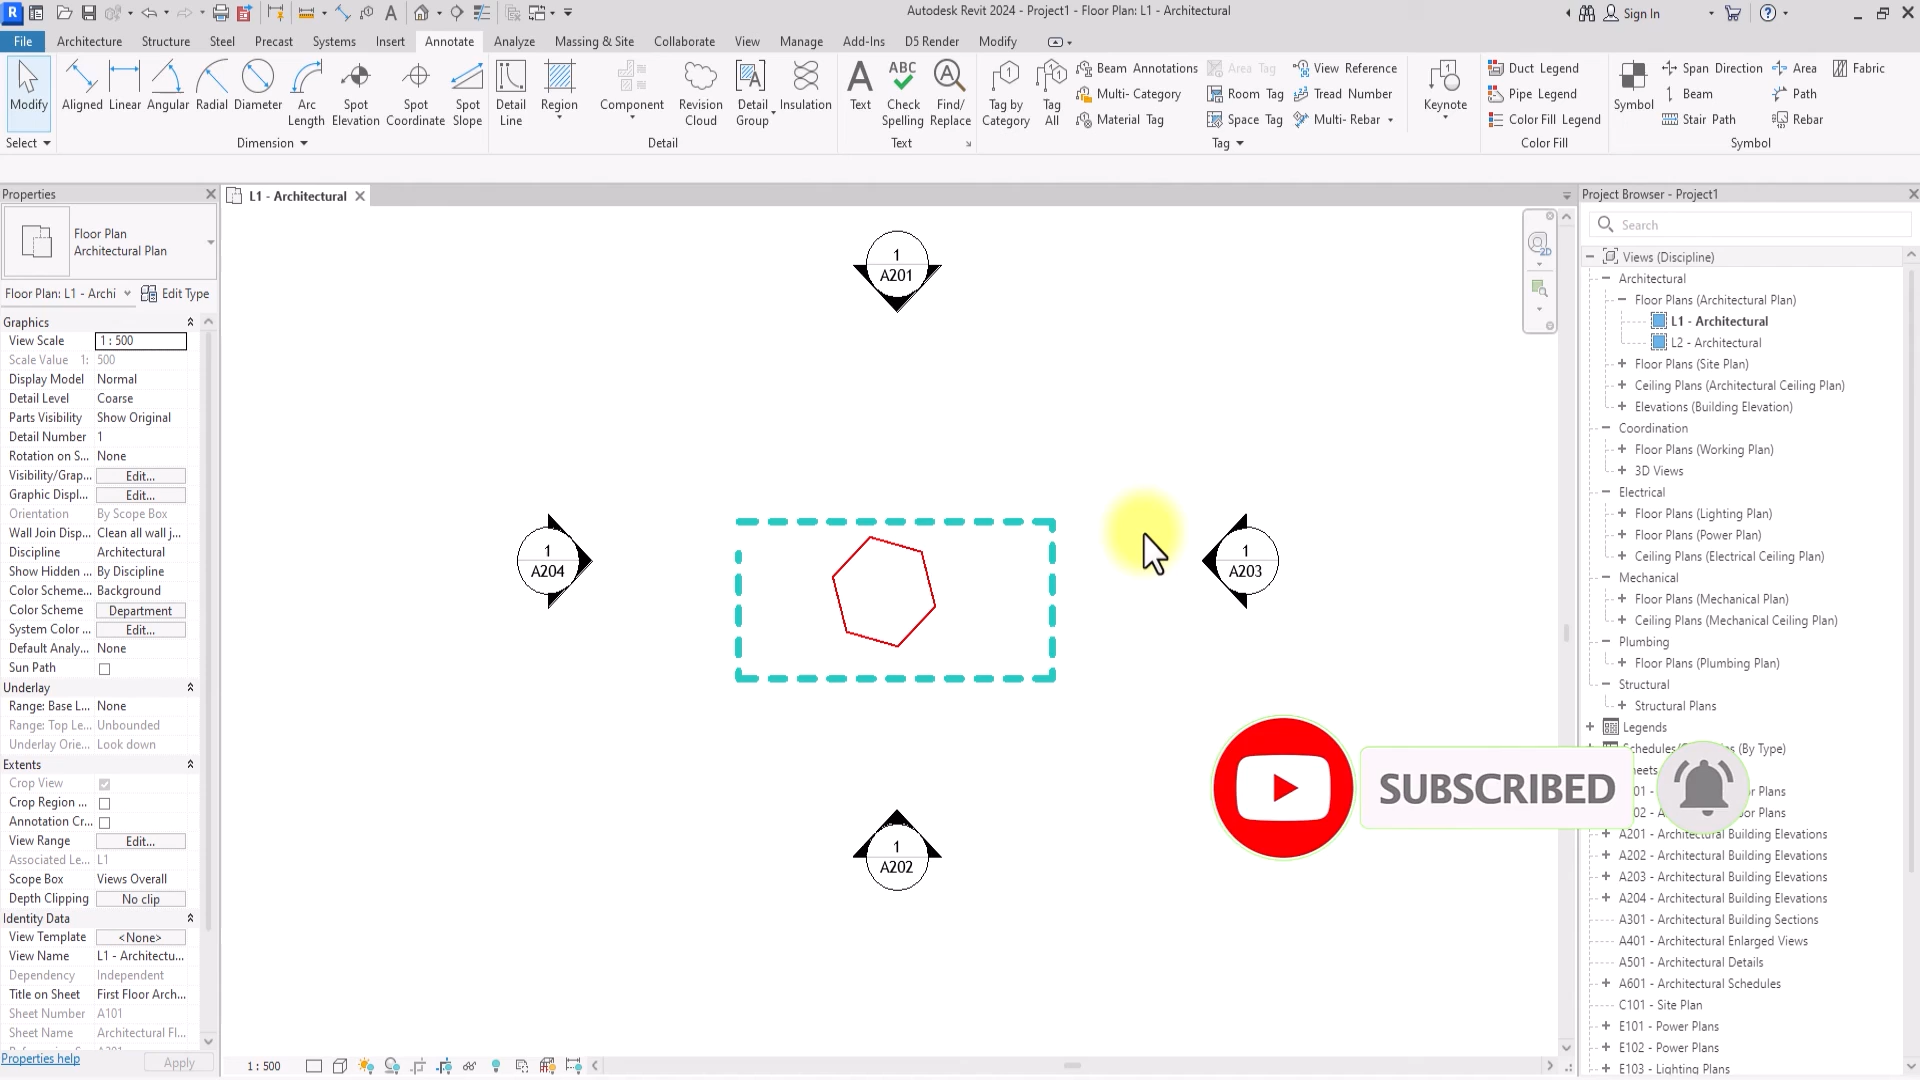 Autodesk Revit 2024 - Project1 - Floor Plan: L1 - Architectural
Sign In
File Architecture Structure Steel Precast Systems Insert Annotate Analyze Massing & Site Collaborate View Manage Add-Ins D5 Render Modify
Modify
Aligned Linear Angular Radial Diameter Arc Length Spot Elevation Spot Coordinate Spot Slope
Detail Line Region Component Revision Cloud Detail Group Insulation
Text ABC Check Spelling Find/ Replace
Tag by Category Tag All
Beam Annotations Area Tag View Reference
Multi- Category Room Tag Tread Number
Material Tag Space Tag Multi- Rebar
Keynote
Duct Legend
Pipe Legend
Color Fill Legend
Symbol
Span Direction Area Fabric
Beam Path
Stair Path Rebar
Select Dimension Detail Text Tag Color Fill Symbol
Properties
Floor Plan
Architectural Plan
Floor Plan: L1 - Archi Edit Type
Graphics
View Scale 1 : 500
Scale Value 1: 500
Display Model Normal
Detail Level Coarse
Parts Visibility Show Original
Detail Number 1
Rotation on S... None
Visibility/Grap... Edit...
Graphic Displ... Edit...
Orientation By Scope Box
Wall Join Disp... Clean all wall j...
Discipline Architectural
Show Hidden ... By Discipline
Color Scheme... Background
Color Scheme Department
System Color ... Edit...
Default Analy... None
Sun Path
Underlay
Range: Base L... None
Range: Top Le... Unbounded
Underlay Orie... Look down
Extents
Crop View
Crop Region ...
Annotation Cr...
View Range Edit...
Associated Le... L1
Scope Box Views Overall
Depth Clipping No clip
Identity Data
View Template <None>
View Name L1 - Architectu...
Dependency Independent
Title on Sheet First Floor Arch...
Sheet Number A101
Sheet Name Architectural Fl...
Properties help Apply
L1 - Architectural
1
A201
1
A204
1
A203
1
A202
2D
SUBSCRIBED
1 : 500
Project Browser - Project1
Search
Views (Discipline)
Architectural
Floor Plans (Architectural Plan)
L1 - Architectural
L2 - Architectural
Floor Plans (Site Plan)
Ceiling Plans (Architectural Ceiling Plan)
Elevations (Building Elevation)
Coordination
Floor Plans (Working Plan)
3D Views
Electrical
Floor Plans (Lighting Plan)
Floor Plans (Power Plan)
Ceiling Plans (Electrical Ceiling Plan)
Mechanical
Floor Plans (Mechanical Plan)
Ceiling Plans (Mechanical Ceiling Plan)
Plumbing
Floor Plans (Plumbing Plan)
Structural
Structural Plans
Legends
(By Type)
Plans
Plans
A201 - Architectural Building Elevations
A202 - Architectural Building Elevations
A203 - Architectural Building Elevations
A204 - Architectural Building Elevations
A301 - Architectural Building Sections
A401 - Architectural Enlarged Views
A501 - Architectural Details
A601 - Architectural Schedules
C101 - Site Plan
E101 - Power Plans
E102 - Power Plans
E103 - Lighting Plans